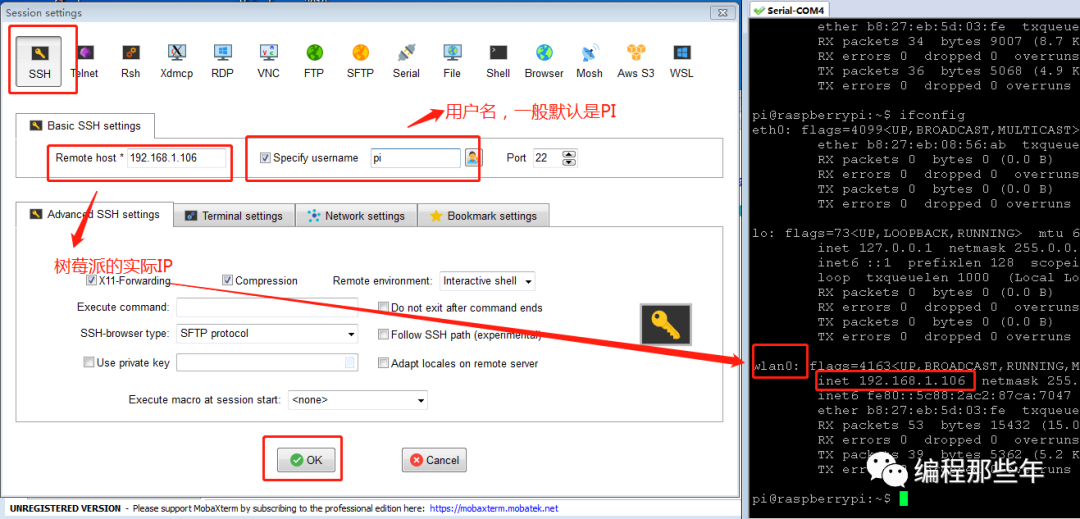 Session settings
SSH
Telnet
Rsh
Xdmcp
RDP
VNC
FTP
SFTP
Serial
File
Shell
Browser
Mosh
Aws S3
WSL
用户名，一般默认是PI
Basic SSH settings
Remote host * 192.168.1.106
Specify username pi
Port 22
Advanced SSH settings
Terminal settings
Network settings
Bookmark settings
树莓派的实际IP
X11-Forwarding
Compression
Remote environment: Interactive shell
Execute command:
Do not exit after command ends
SSH-browser type: SFTP protocol
Follow SSH path (experimental)
Use private key
Adapt locales on remote server
Execute macro at session start: <none>
OK
Cancel
UNREGISTERED VERSION - Please support MobaXterm by subscribing to the professional edition here: https://mobaxterm.mobatek.net
Serial-COM4
ether b8:27:eb:5d:03:fe txqueue
RX packets 34 bytes 9007 (8.7 K
RX errors 0 dropped 0 overruns
TX packets 36 bytes 5068 (4.9 K
TX errors 0 dropped 0 overruns
pi@raspberrypi:~$ ifconfig
eth0: flags=4099<UP,BROADCAST,MULTICAST>
ether b8:27:eb:08:56:ab txqueue
RX packets 0 bytes 0 (0.0 B)
RX errors 0 dropped 0 overruns
TX packets 0 bytes 0 (0.0 B)
TX errors 0 dropped 0 overruns
lo: flags=73<UP,LOOPBACK,RUNNING> mtu 6
inet 127.0.0.1 netmask 255.0.0.
inet6 ::1 prefixlen 128 scopei
loop txqueuelen 1000 (Local Lo
RX packets 0 bytes 0 (0.0 B)
RX errors 0 dropped 0 overruns
TX packets 0 bytes 0 (0.0 B)
TX errors 0 dropped 0 overruns
wlan0: flags=4163<UP,BROADCAST,RUNNING,M
inet 192.168.1.106 netmask 255.
inet6 fe80::5c88:2ac2:87ca:7047
ether b8:27:eb:5d:03:fe txqueue
RX packets 53 bytes 15432 (15.0
RX errors 0 dropped 0 overruns
TX packets 39 bytes 5362 (5.2 K
TX errors 0 dropped 0 overruns
编程那些年
pi@raspberrypi:~$